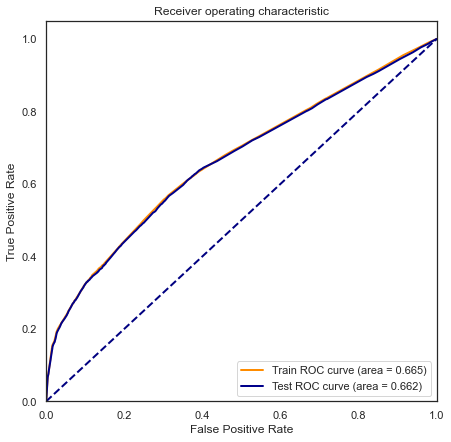 Receiver operating characteristic
True Positive Rate
1.0
0.8
0.6
0.4
0.2
0.0
Train ROC curve (area = 0.665)
Test ROC curve (area = 0.662)
0.0 0.2 0.4 0.6 0.8 1.0
False Positive Rate